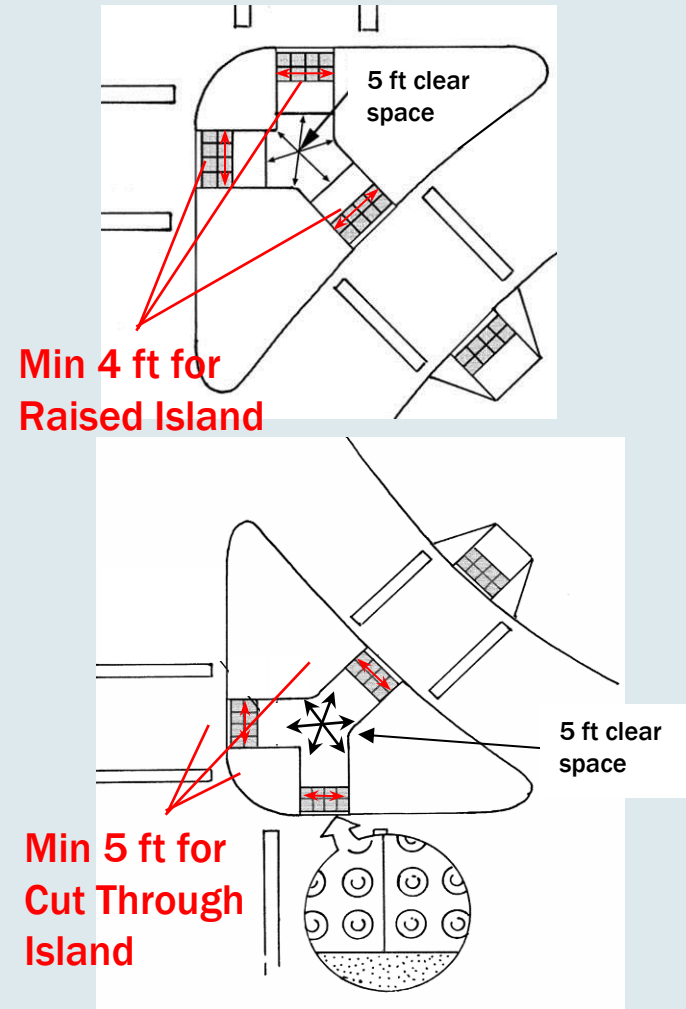 5 ft clear
space
Min 4 ft for
Raised Island
5 ft clear
space
Min 5 ft for
Cut Through
Island